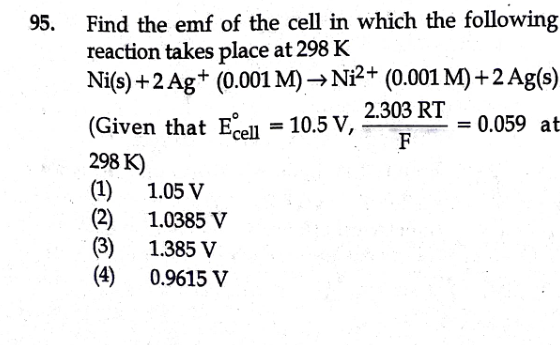 95. Find the emf of the cell in which the following
reaction takes place at 298 K
Ni(s) + 2 Ag⁺ (0.001 M) → Ni²⁺ (0.001 M) + 2 Ag(s)
(Given that E°cell = 10.5 V, 2.303 RT / F = 0.059 at
298 K)
(1) 1.05 V
(2) 1.0385 V
(3) 1.385 V
(4) 0.9615 V